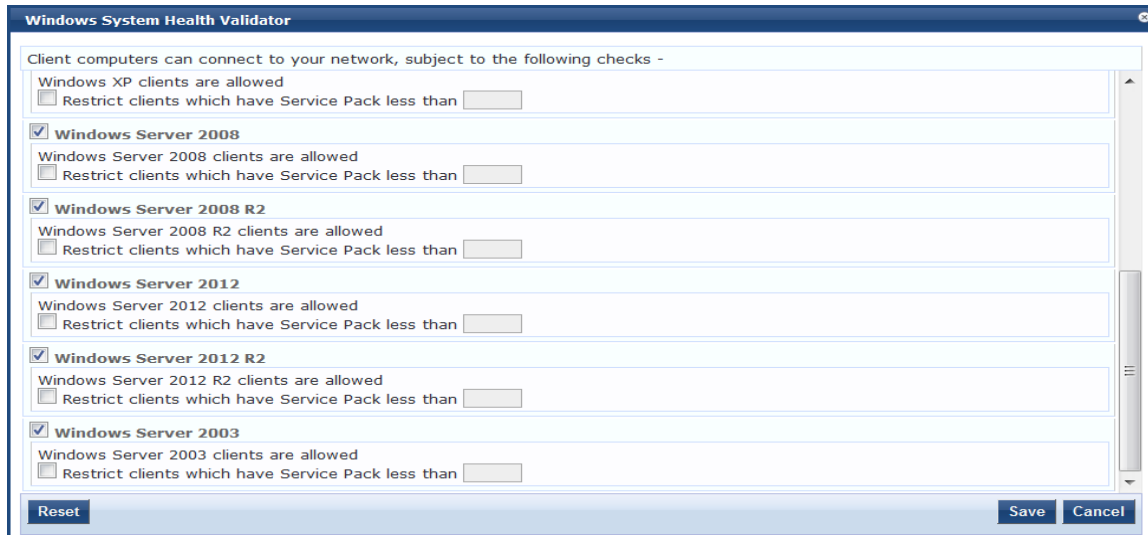 Windows System Health Validator
Client computers can connect to your network, subject to the following checks -
Windows XP clients are allowed
Restrict clients which have Service Pack less than
Windows Server 2008
Windows Server 2008 clients are allowed
Restrict clients which have Service Pack less than
Windows Server 2008 R2
Windows Server 2008 R2 clients are allowed
Restrict clients which have Service Pack less than
Windows Server 2012
Windows Server 2012 clients are allowed
Restrict clients which have Service Pack less than
Windows Server 2012 R2
Windows Server 2012 R2 clients are allowed
Restrict clients which have Service Pack less than
Windows Server 2003
Windows Server 2003 clients are allowed
Restrict clients which have Service Pack less than
Reset Save Cancel